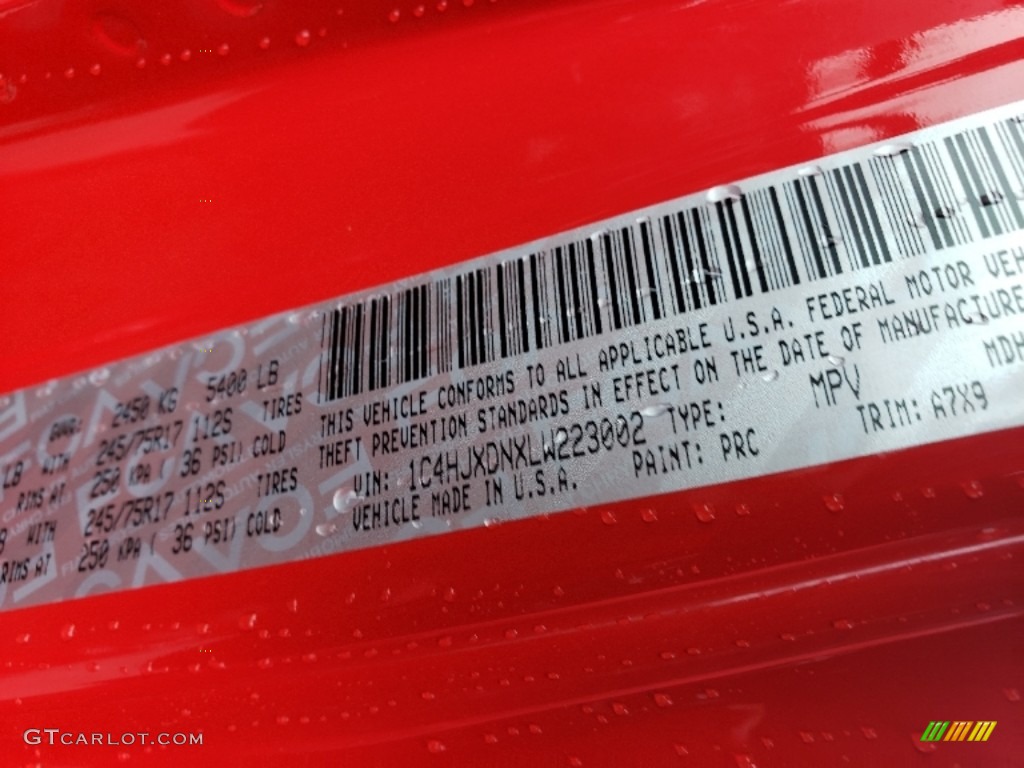 GVWR: 2450 KG 5400 LB
LB WITH 245/75R17 112S TIRES
RIMS AT 250 KPA ( 36 PSI) COLD
WITH 245/75R17 112S TIRES
RIMS AT 250 KPA ( 36 PSI) COLD
THIS VEHICLE CONFORMS TO ALL APPLICABLE U.S.A. FEDERAL MOTOR VEH
THEFT PREVENTION STANDARDS IN EFFECT ON THE DATE OF MANUFACTURE
MDH
VIN: 1C4HJXDNXLW223002 TYPE: MPV
VEHICLE MADE IN U.S.A. PAINT: PRC TRIM: A7X9
GTCARLOT.COM